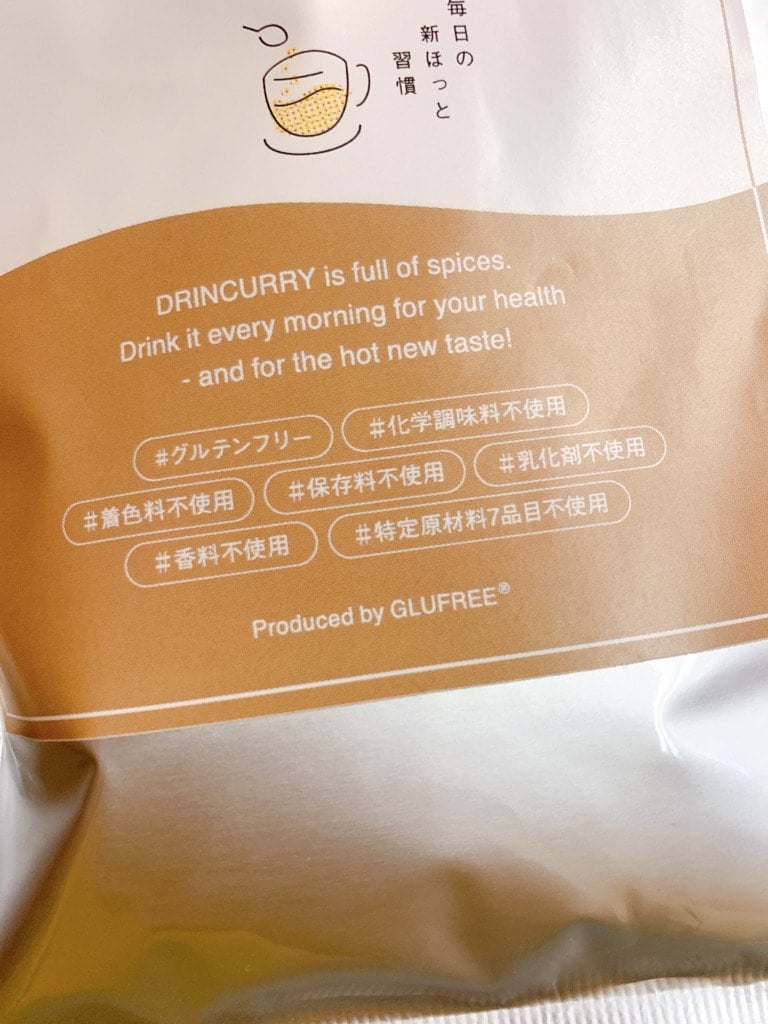 毎日の
新ほっと
習慣
DRINCURRY is full of spices.
Drink it every morning for your health
- and for the hot new taste!
#グルテンフリー #化学調味料不使用
#着色料不使用 #保存料不使用 #乳化剤不使用
#香料不使用 #特定原材料7品目不使用
Produced by GLUFREE®